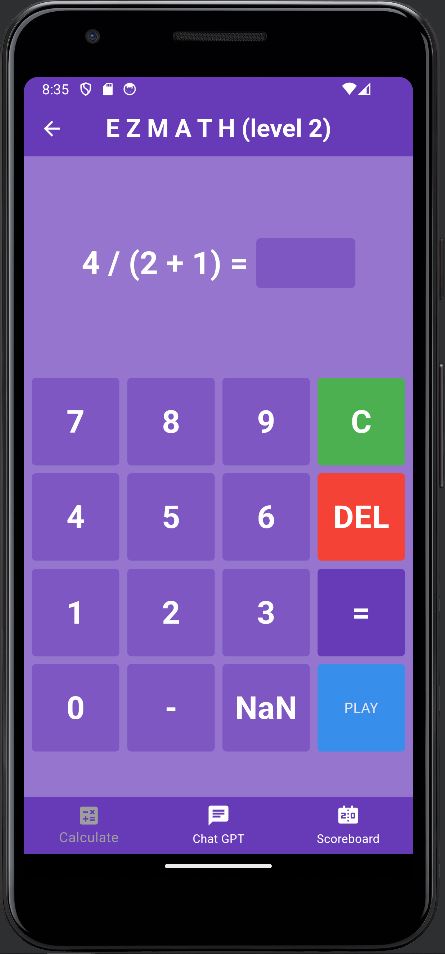 8:35
E Z M A T H (level 2)
4 / (2 + 1) =
7 8 9 C
4 5 6 DEL
1 2 3 =
0 - NaN PLAY
Calculate Chat GPT Scoreboard